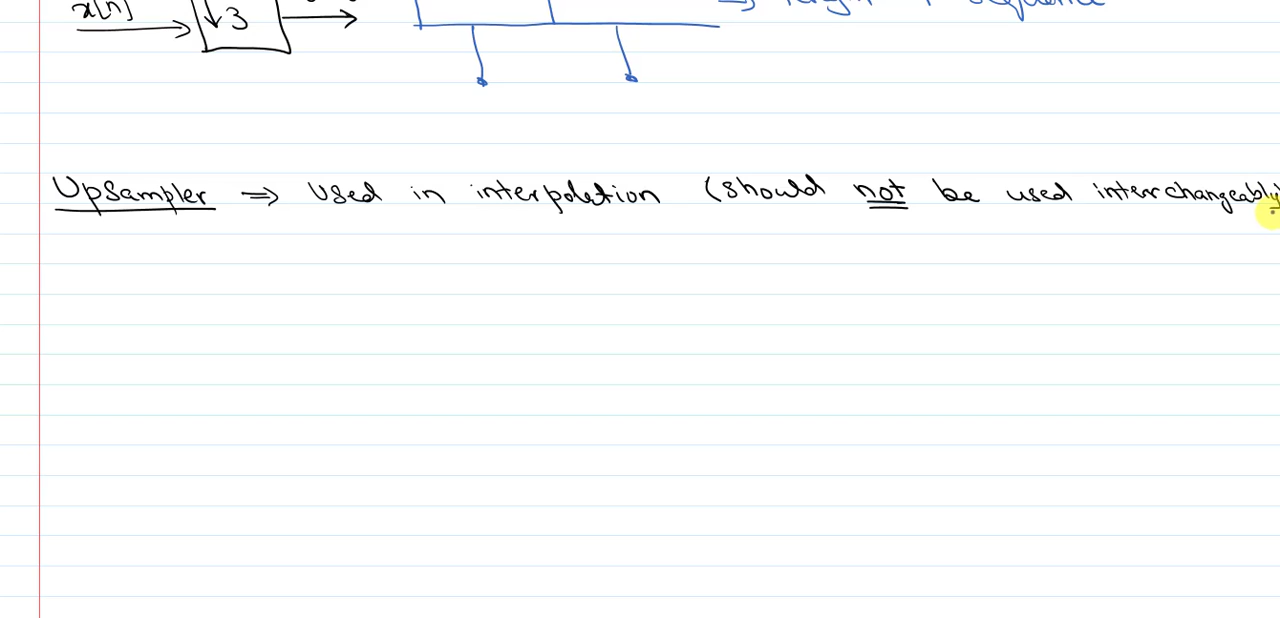 x[n]
↓3
Upsampler ⇒ Used in interpolation (should not be used interchangeably)